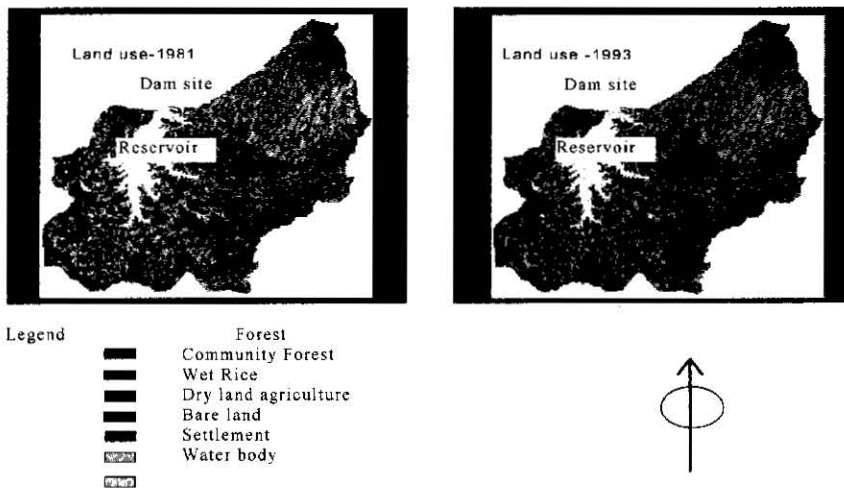 Land use-1981
Dam site
Reservoir
Land use -1993
Dam site
Reservoir
Legend
Forest
Community Forest
Wet Rice
Dry land agriculture
Bare land
Settlement
Water body